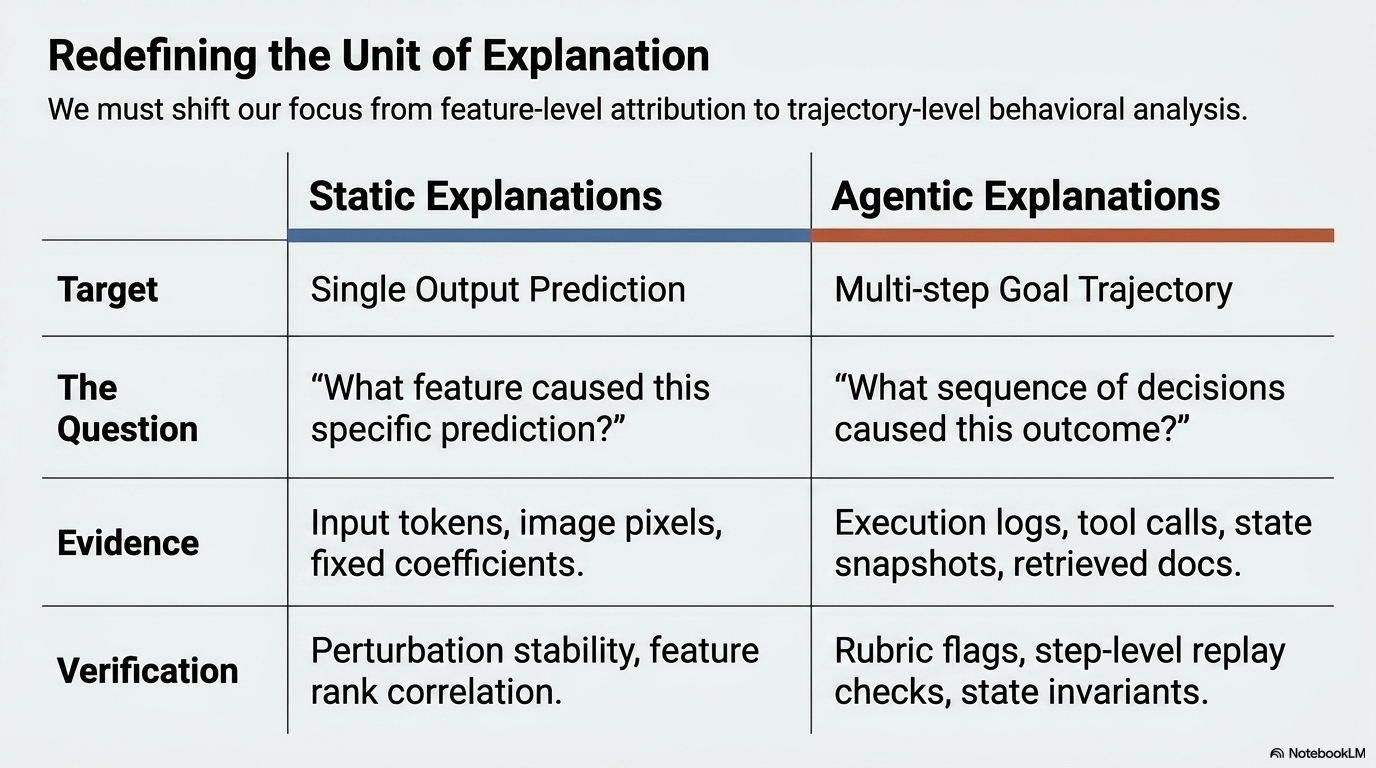 Redefining the Unit of Explanation
We must shift our focus from feature-level attribution to trajectory-level behavioral analysis.
Static Explanations
Agentic Explanations
Target
Single Output Prediction
Multi-step Goal Trajectory
The
Question
“What feature caused this
specific prediction?”
“What sequence of decisions
caused this outcome?”
Evidence
Input tokens, image pixels,
fixed coefficients.
Execution logs, tool calls, state
snapshots, retrieved docs.
Verification
Perturbation stability, feature
rank correlation.
Rubric flags, step-level replay
checks, state invariants.
NotebookLM